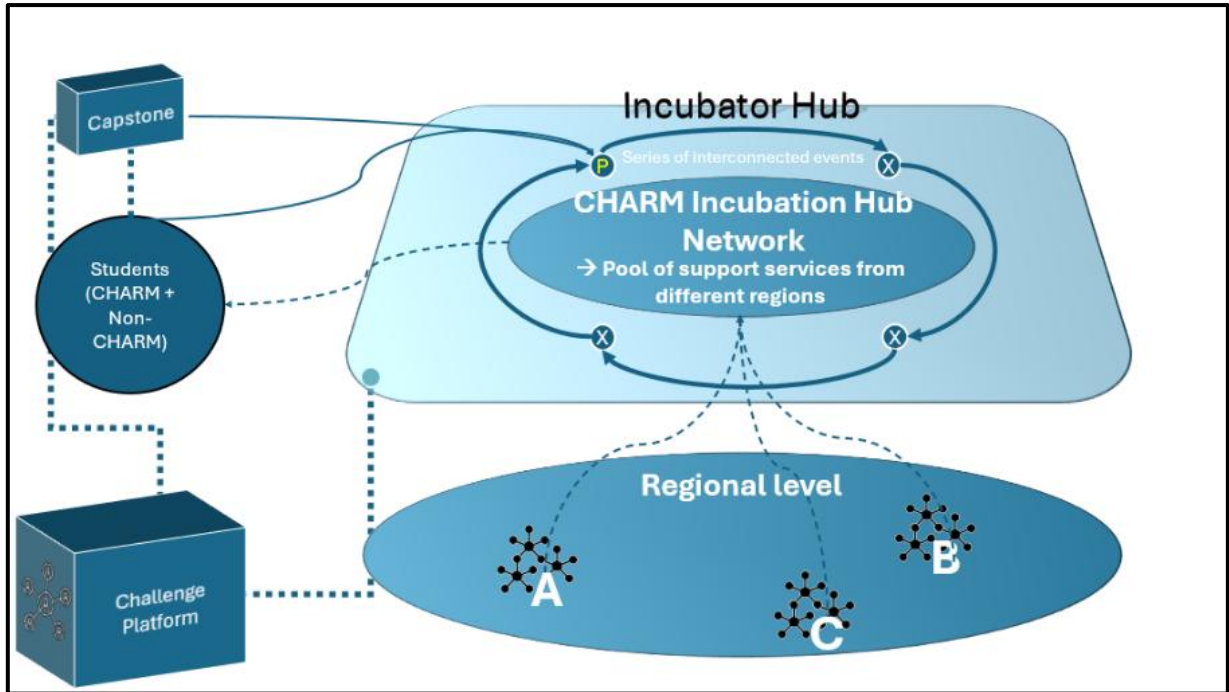 Capstone
Incubator Hub
P
Series of interconnected events
X
CHARM Incubation Hub
Network
→ Pool of support services from
different regions
Students
(CHARM +
Non-
CHARM)
X
X
Regional level
A
B
C
Challenge
Platform